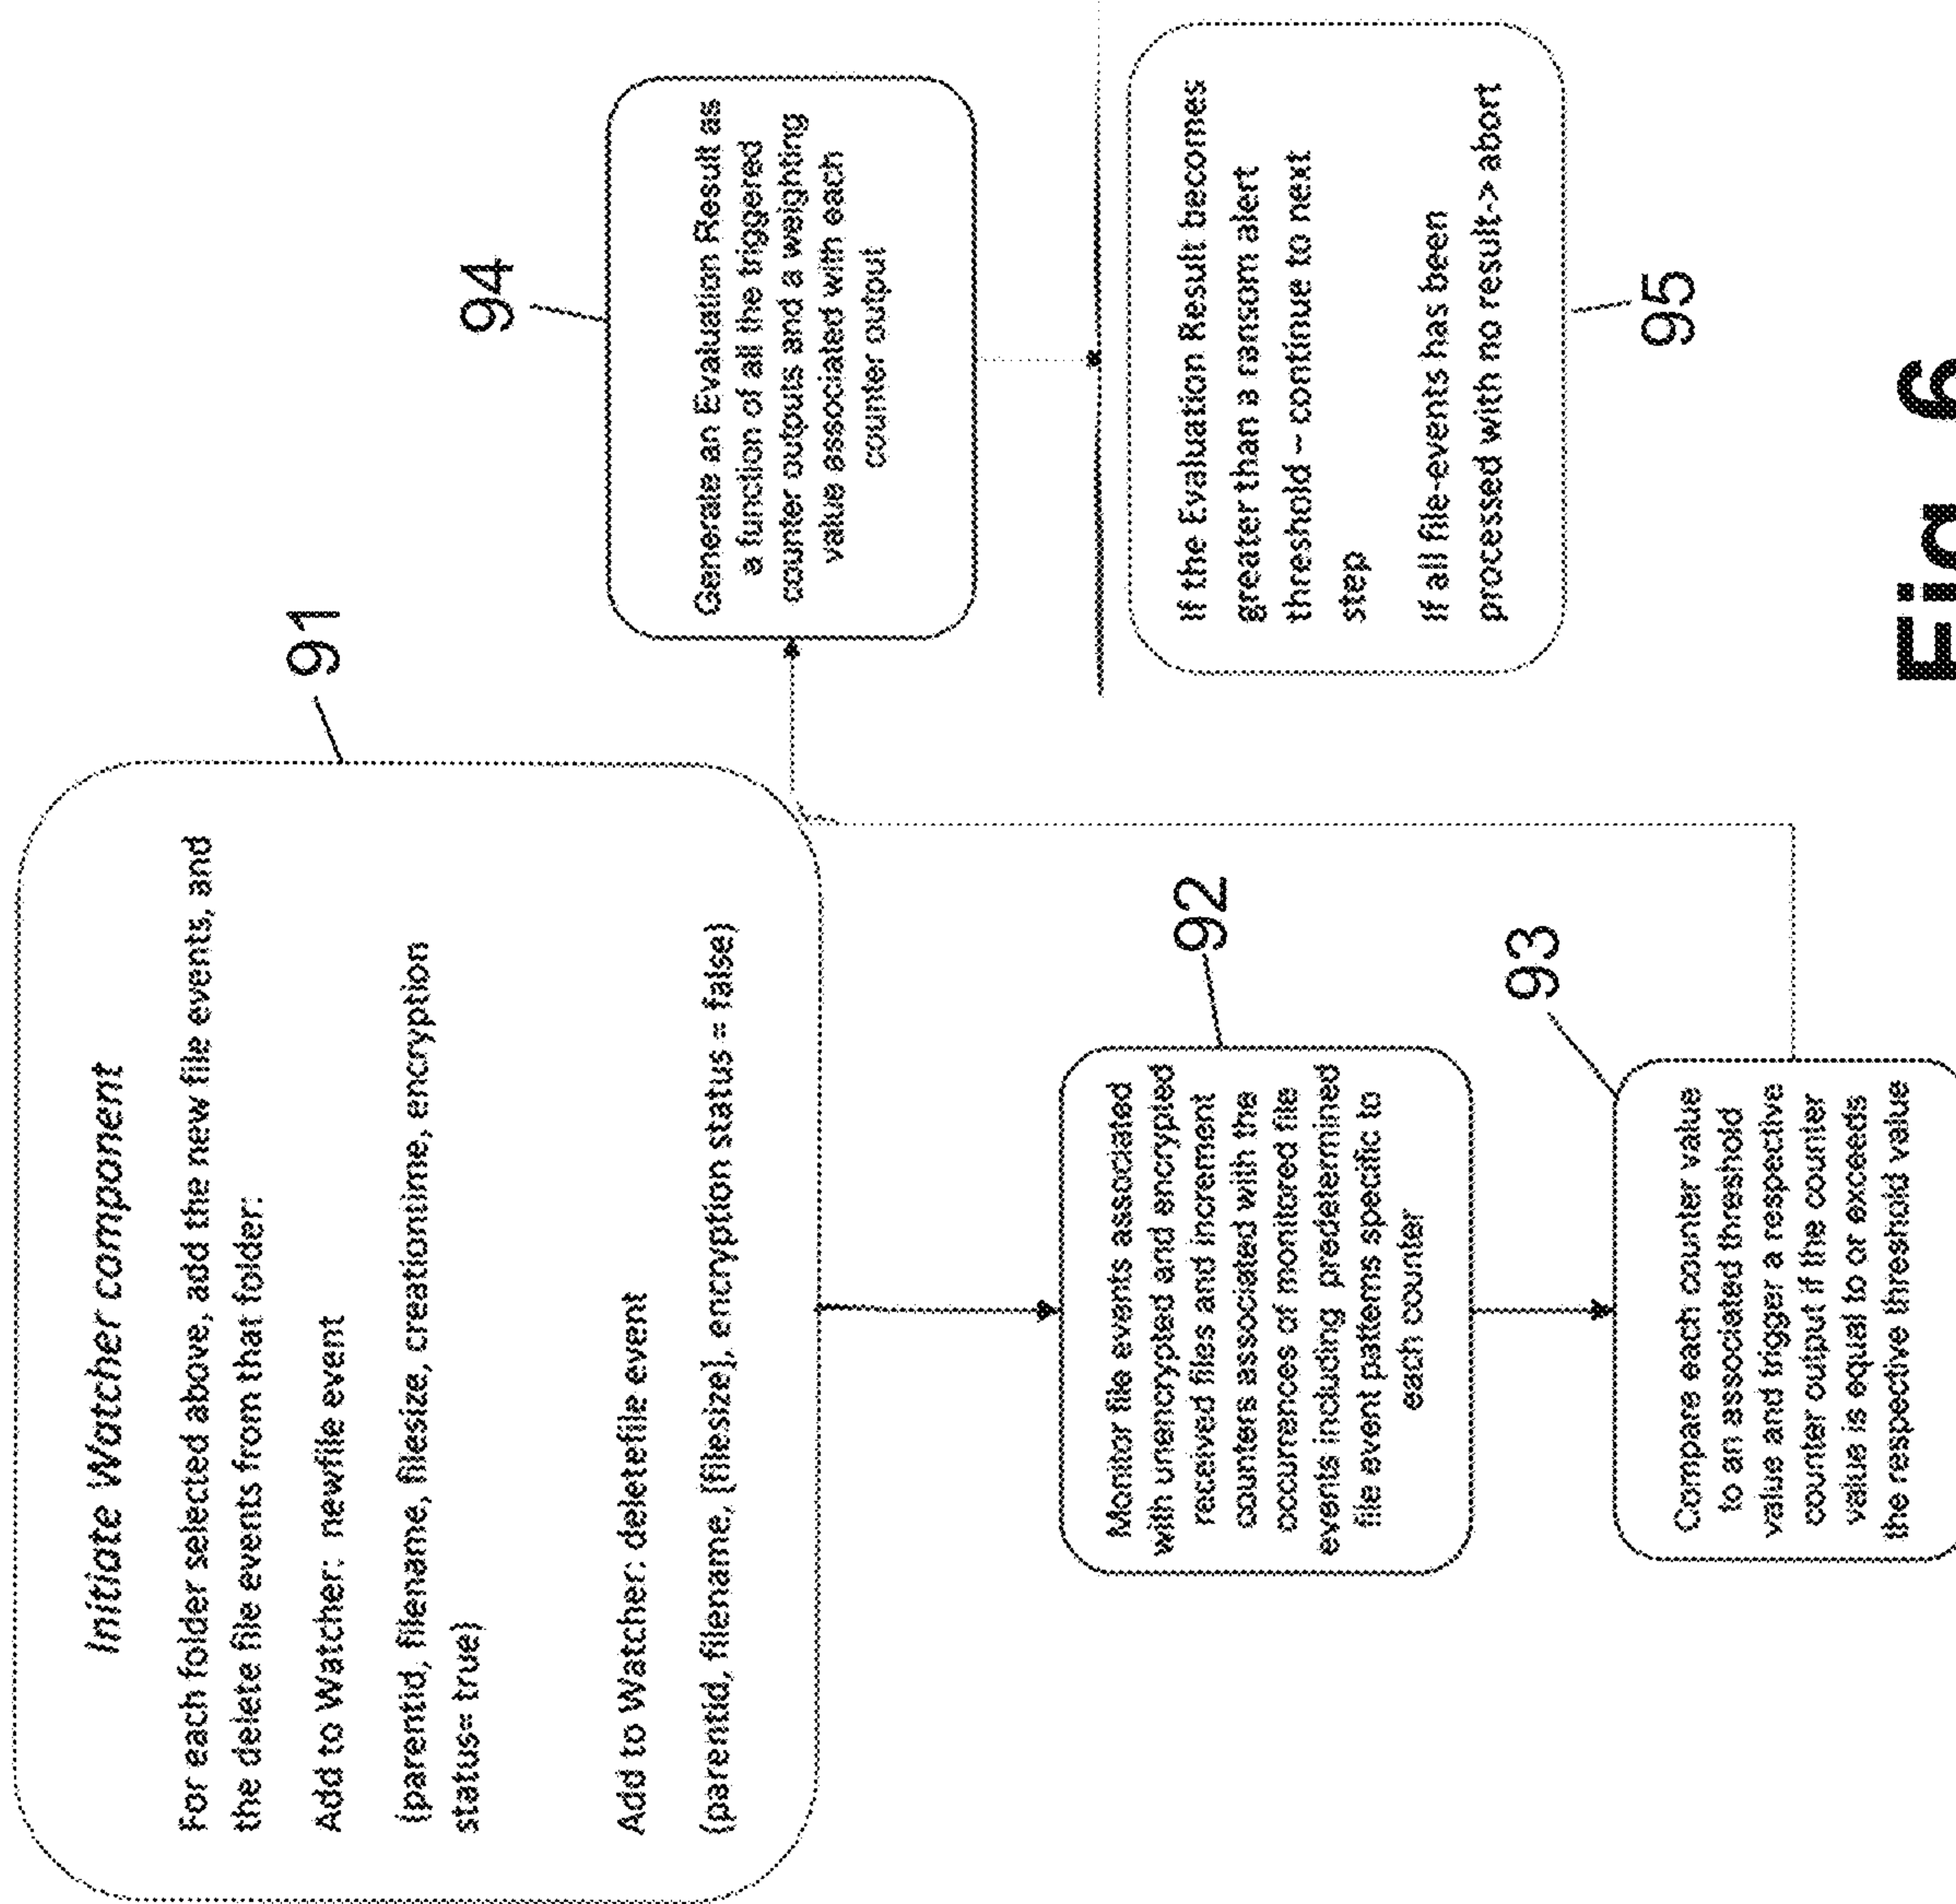 Initiate Watcher component
For each folder selected above, add the new file events, and
the delete file events from that folder:
Add to Watcher: newfile event
(parentid, filename, filesize, creationtime, encryption
status= true)
Add to Watcher: deletefile event
(parentid, filename, [filesize], encryption status = false)
91
Monitor file events associated
with unencrypted and encrypted
received files and increment
counters associated with the
occurrences of monitored file
events including predetermined
file event patterns specific to
each counter
92
Compare each counter value
to an associated threshold
value and trigger a respective
counter output if the counter
value is equal to or exceeds
the respective threshold value
93
94
Generate an Evaluation Result as
a function of all the triggered
counter outputs and a weighting
value associated with each
counter output
If the Evaluation Result becomes
greater than a ransom alert
threshold – continue to next
step
If all file-events has been
processed with no result-> abort
95
Fig. 6